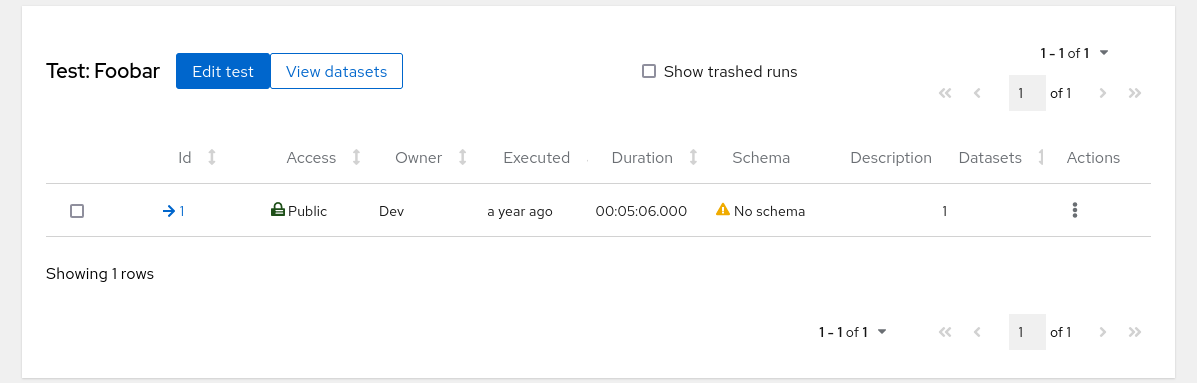 1 - 1 of 1
Test: Foobar Edit test View datasets Show trashed runs
1 of 1
Id Access Owner Executed Duration Schema Description Datasets Actions
1 Public Dev a year ago 00:05:06.000 No schema 1
Showing 1 rows
1 - 1 of 1 1 of 1